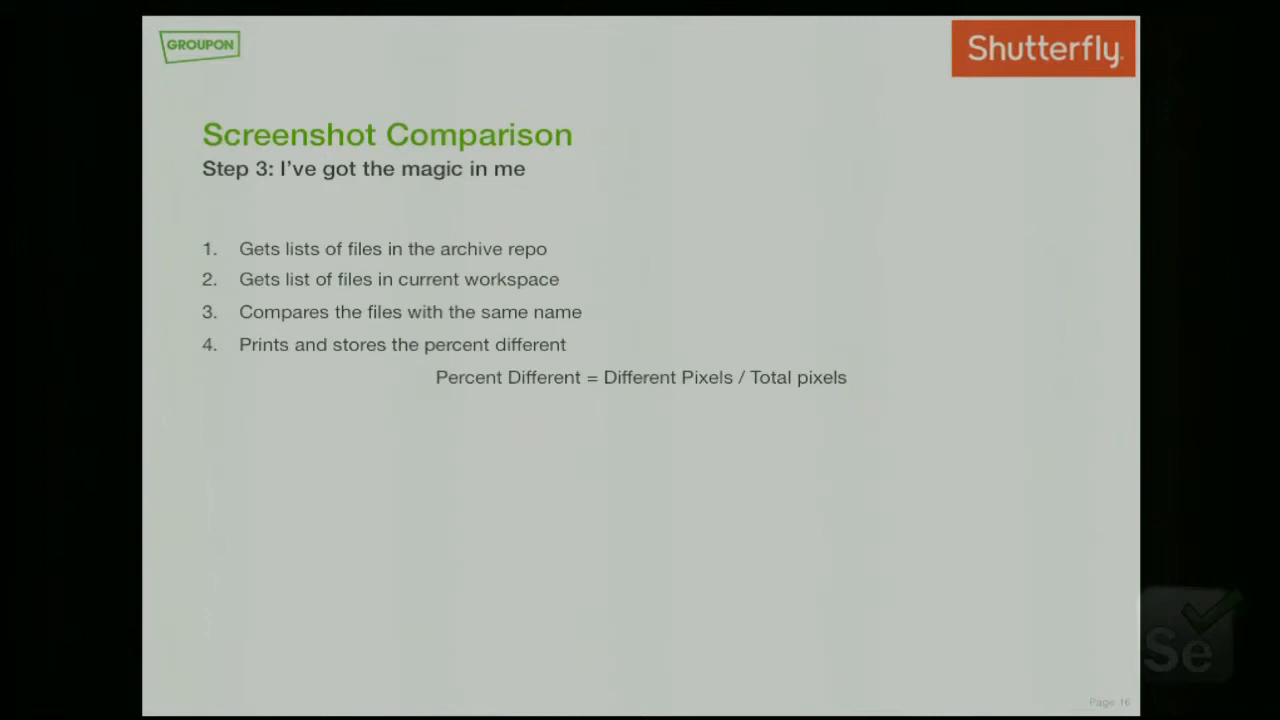 GROUPON
Shutterfly.
Screenshot Comparison
Step 3: I've got the magic in me
1. Gets lists of files in the archive repo
2. Gets list of files in current workspace
3. Compares the files with the same name
4. Prints and stores the percent different
Percent Different = Different Pixels / Total pixels
Se
Page 16